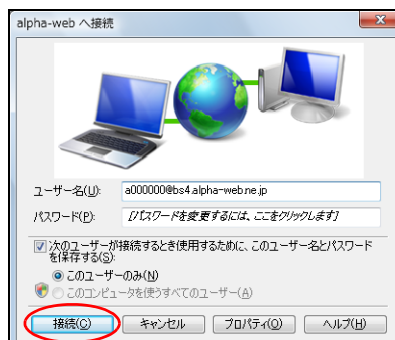 alpha-web へ接続
ユーザー名(U): a000000@bs4.alpha-web.ne.jp
パスワード(P): [パスワードを変更するには、ここをクリックします]
次のユーザーが接続するとき使用するために、このユーザー名とパスワード
を保存する(S):
このユーザーのみ(N)
このコンピュータを使うすべてのユーザー(A)
接続(C) キャンセル プロパティ(O) ヘルプ(H)